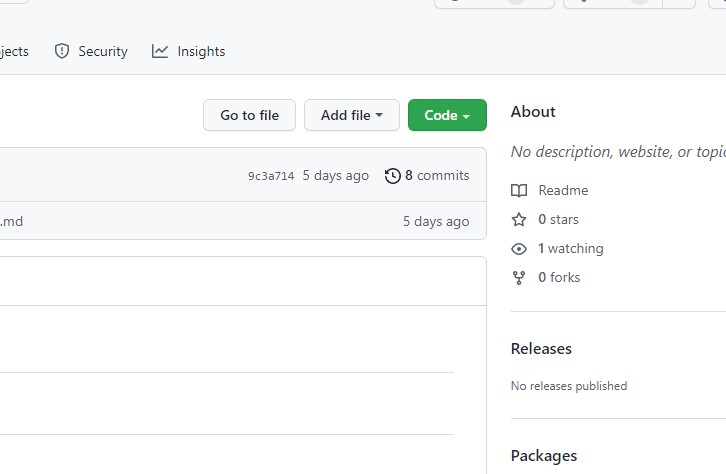 jects Security Insights
Go to file Add file Code
9c3a714 5 days ago 8 commits
.md 5 days ago
About
No description, website, or topic
Readme
0 stars
1 watching
0 forks
Releases
No releases published
Packages